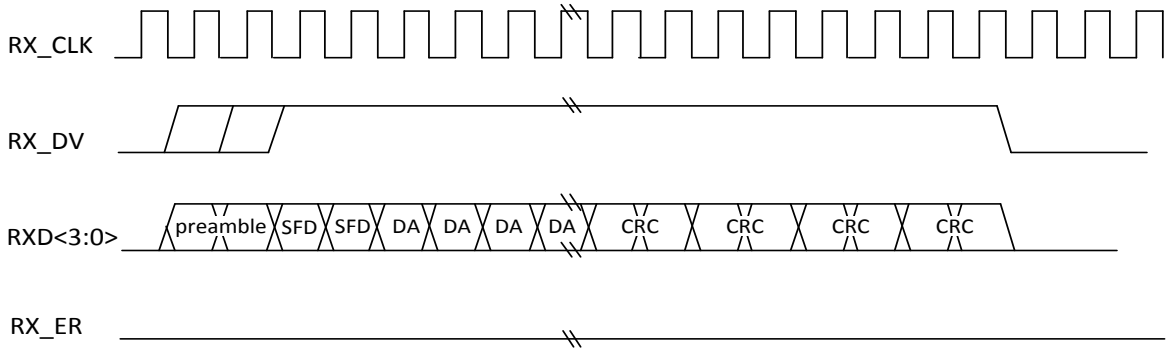 RX_CLK
RX_DV
RXD<3:0> preamble SFD SFD DA DA DA DA CRC CRC CRC CRC
RX_ER